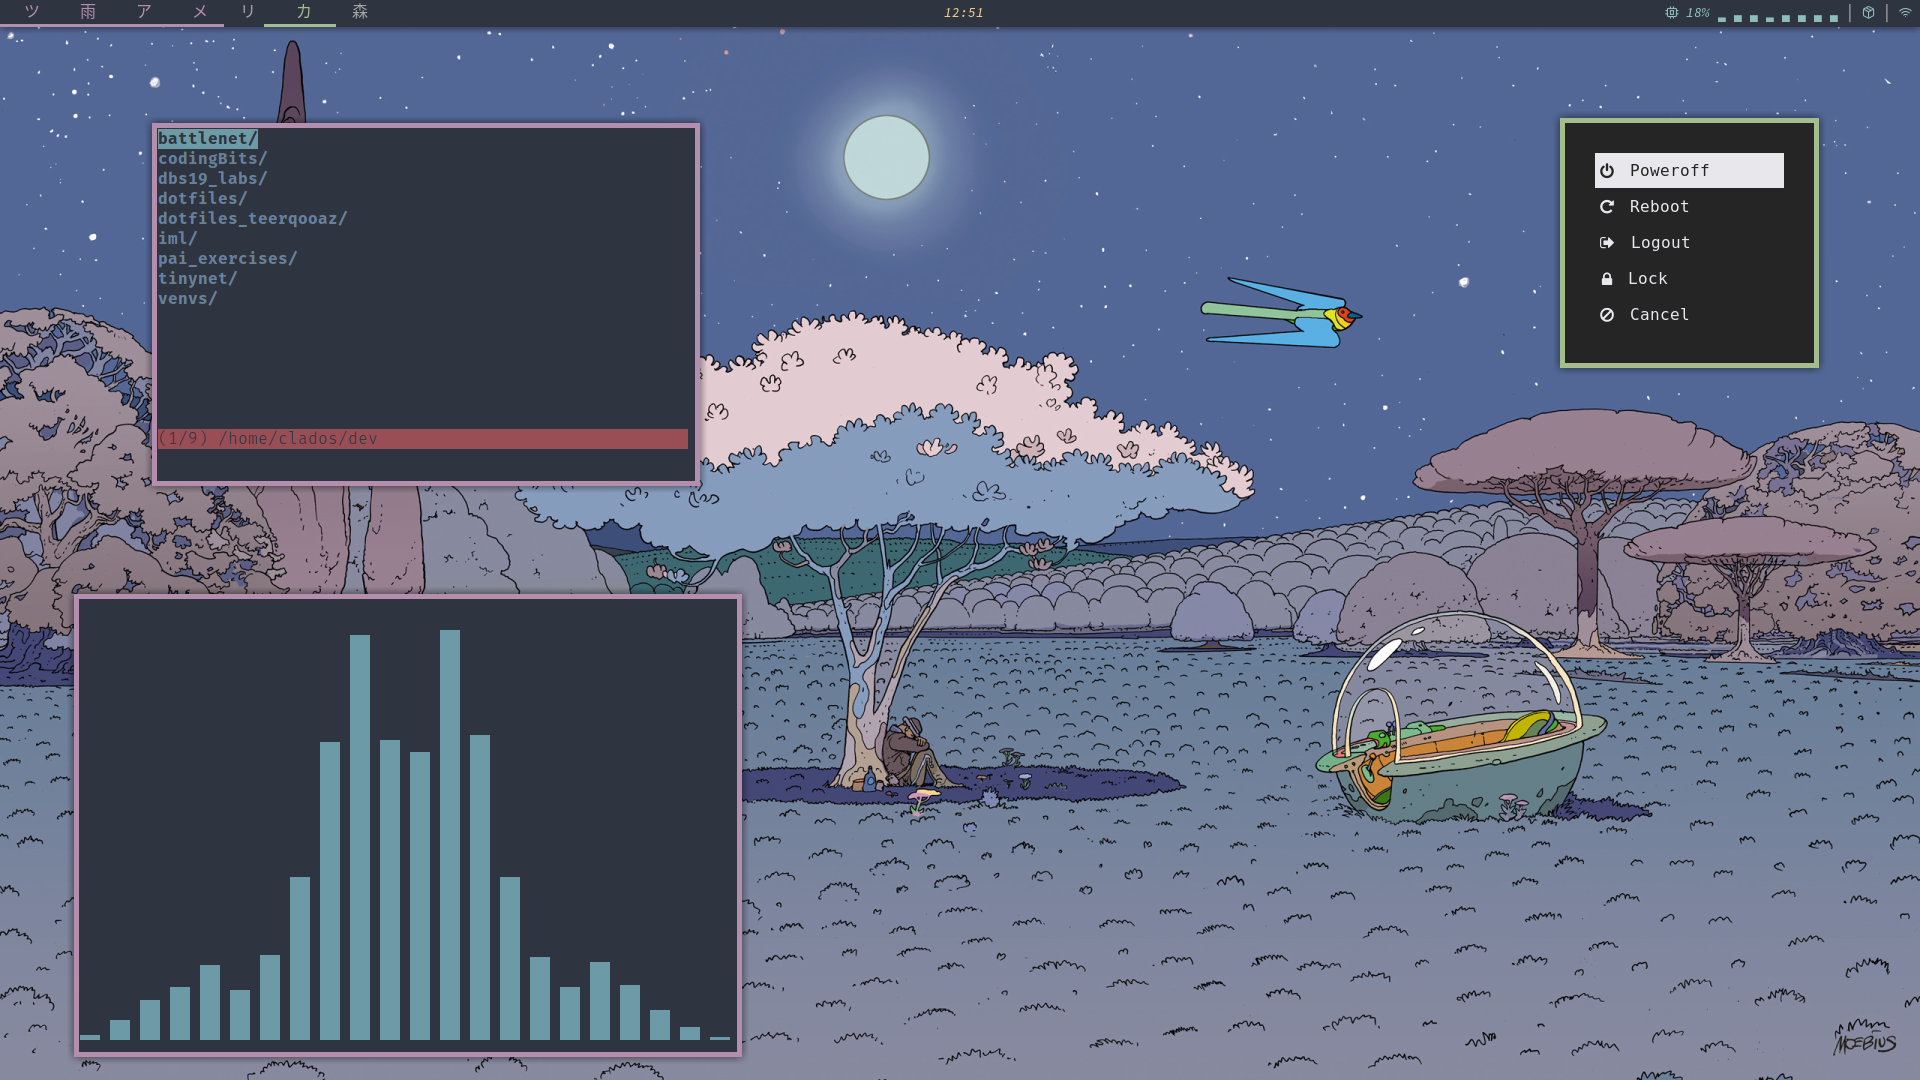 ツ 雨 ア メ リ カ 森
12:51
18%
battlenet/
codingBits/
dbs19_labs/
dotfiles/
dotfiles_teerqooaz/
iml/
pai_exercises/
tinynet/
venvs/
(1/9) /home/clados/dev
Poweroff
Reboot
Logout
Lock
Cancel
MOEBIUS